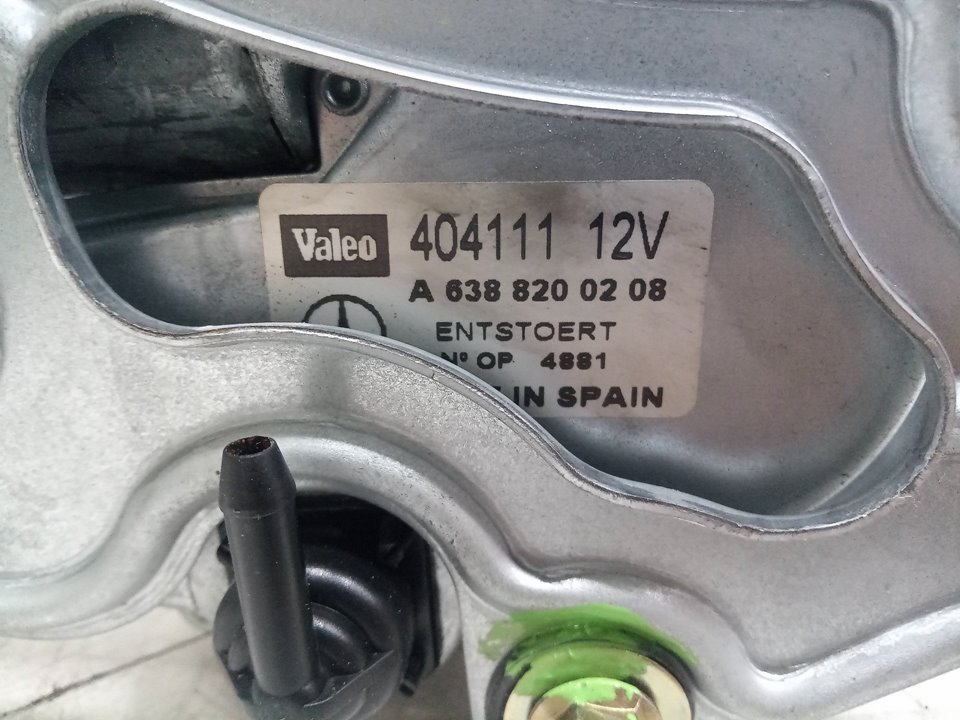 Valeo 404111 12V
A 638 820 02 08
ENTSTOERT
Nº OP 4881
IN SPAIN